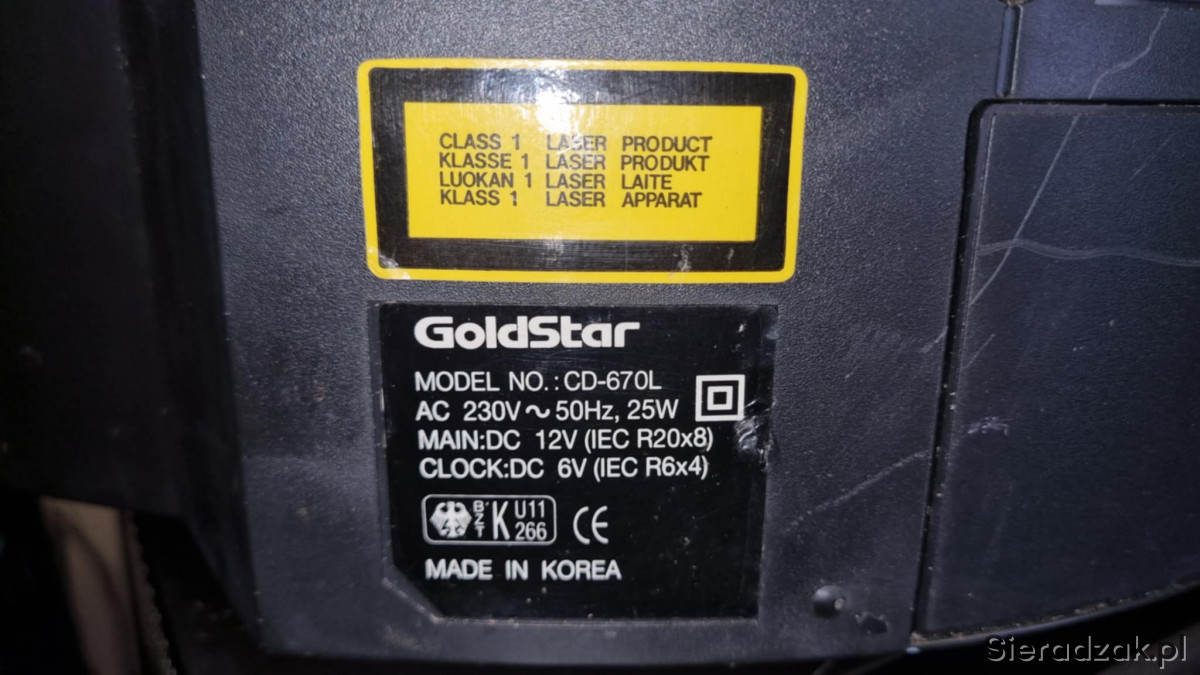 CLASS 1 LASER PRODUCT
KLASSE 1 LASER PRODUKT
LUOKAN 1 LASER LAITE
KLASS 1 LASER APPARAT
GoldStar
MODEL NO.: CD-670L
AC 230V ~ 50Hz, 25W
MAIN:DC 12V (IEC R20x8)
CLOCK:DC 6V (IEC R6x4)
BZT K U11 266 CE
MADE IN KOREA
Sieradzak.pl